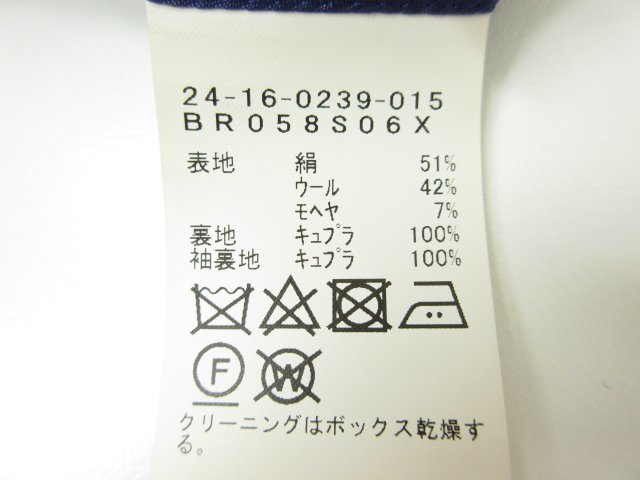 24-16-0239-015
BR058S06X
表地 絹 51%
ウール 42%
モヘヤ 7%
裏地 キュプラ 100%
袖裏地 キュプラ 100%
F W
クリーニングはボックス乾燥す
る。